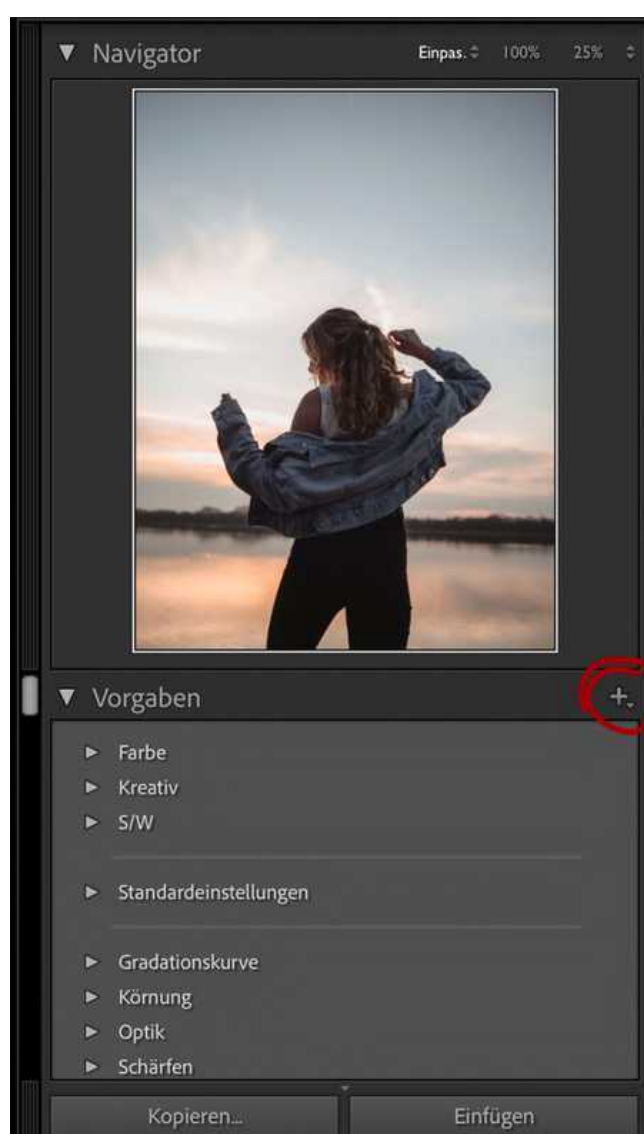 Navigator Einpas. 100% 25%
Vorgaben
Farbe
Kreativ
S/W
Standardeinstellungen
Gradationskurve
Körnung
Optik
Schärfen
Kopieren... Einfügen